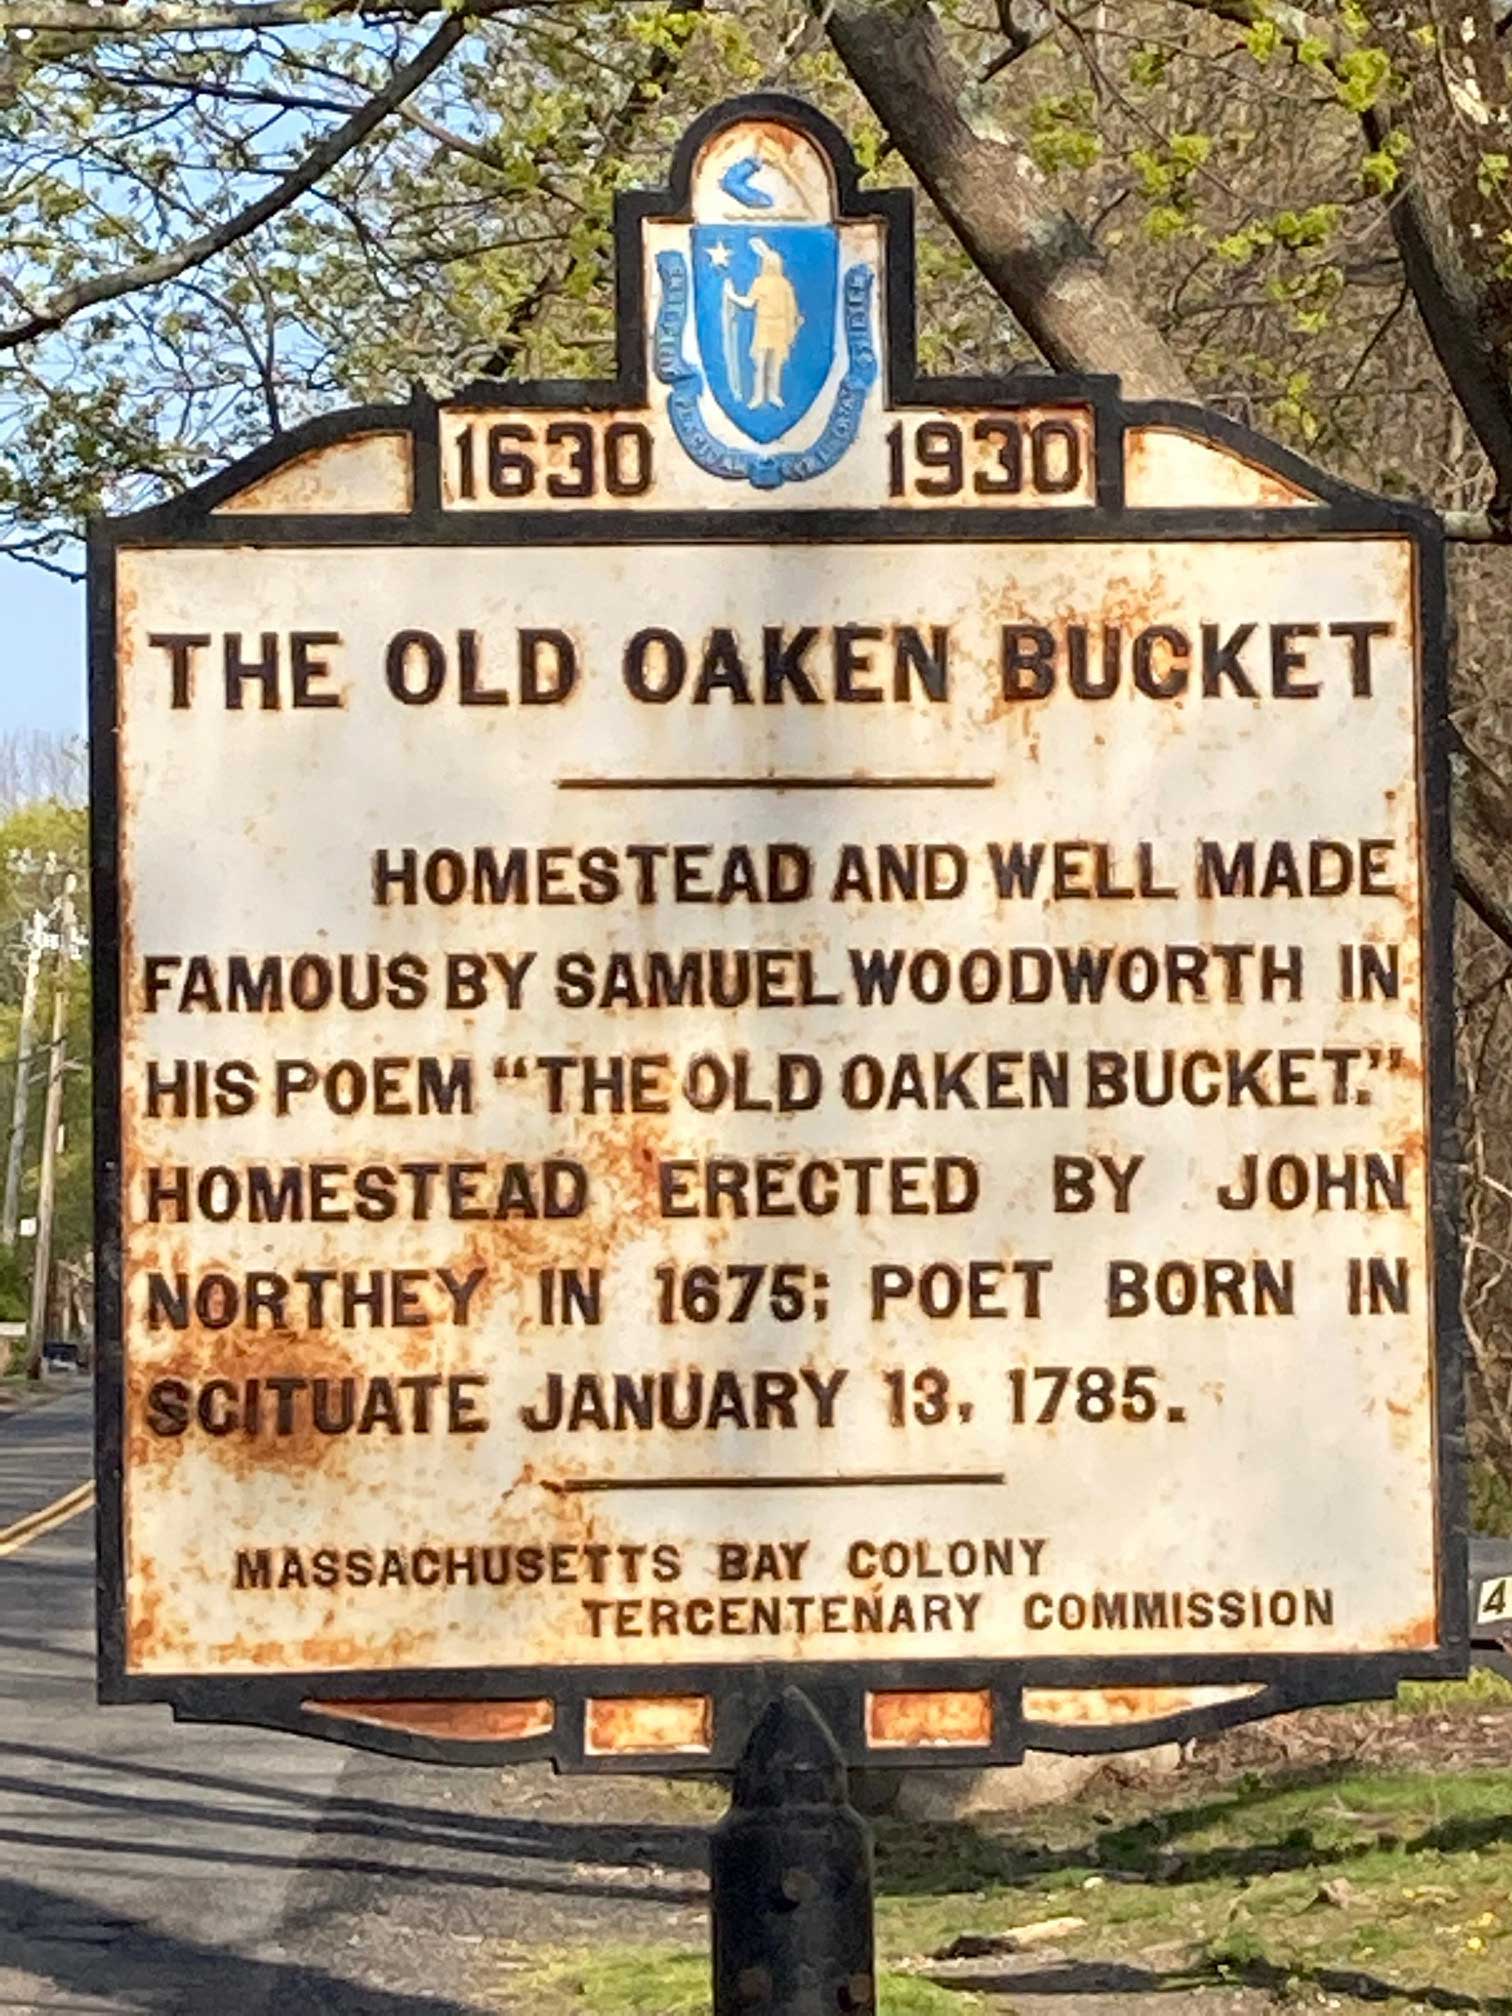 1630 1930
THE OLD OAKEN BUCKET
HOMESTEAD AND WELL MADE
FAMOUS BY SAMUEL WOODWORTH IN
HIS POEM “THE OLD OAKEN BUCKET.”
HOMESTEAD ERECTED BY JOHN
NORTHEY IN 1675; POET BORN IN
SCITUATE JANUARY 13, 1785.
MASSACHUSETTS BAY COLONY
TERCENTENARY COMMISSION
4